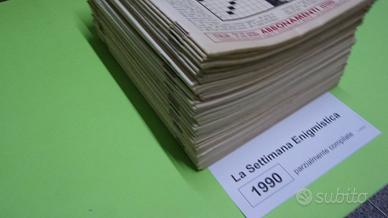 ABBONAMENTI
La Settimana Enigmistica
1990
parzialmente compilate
subito